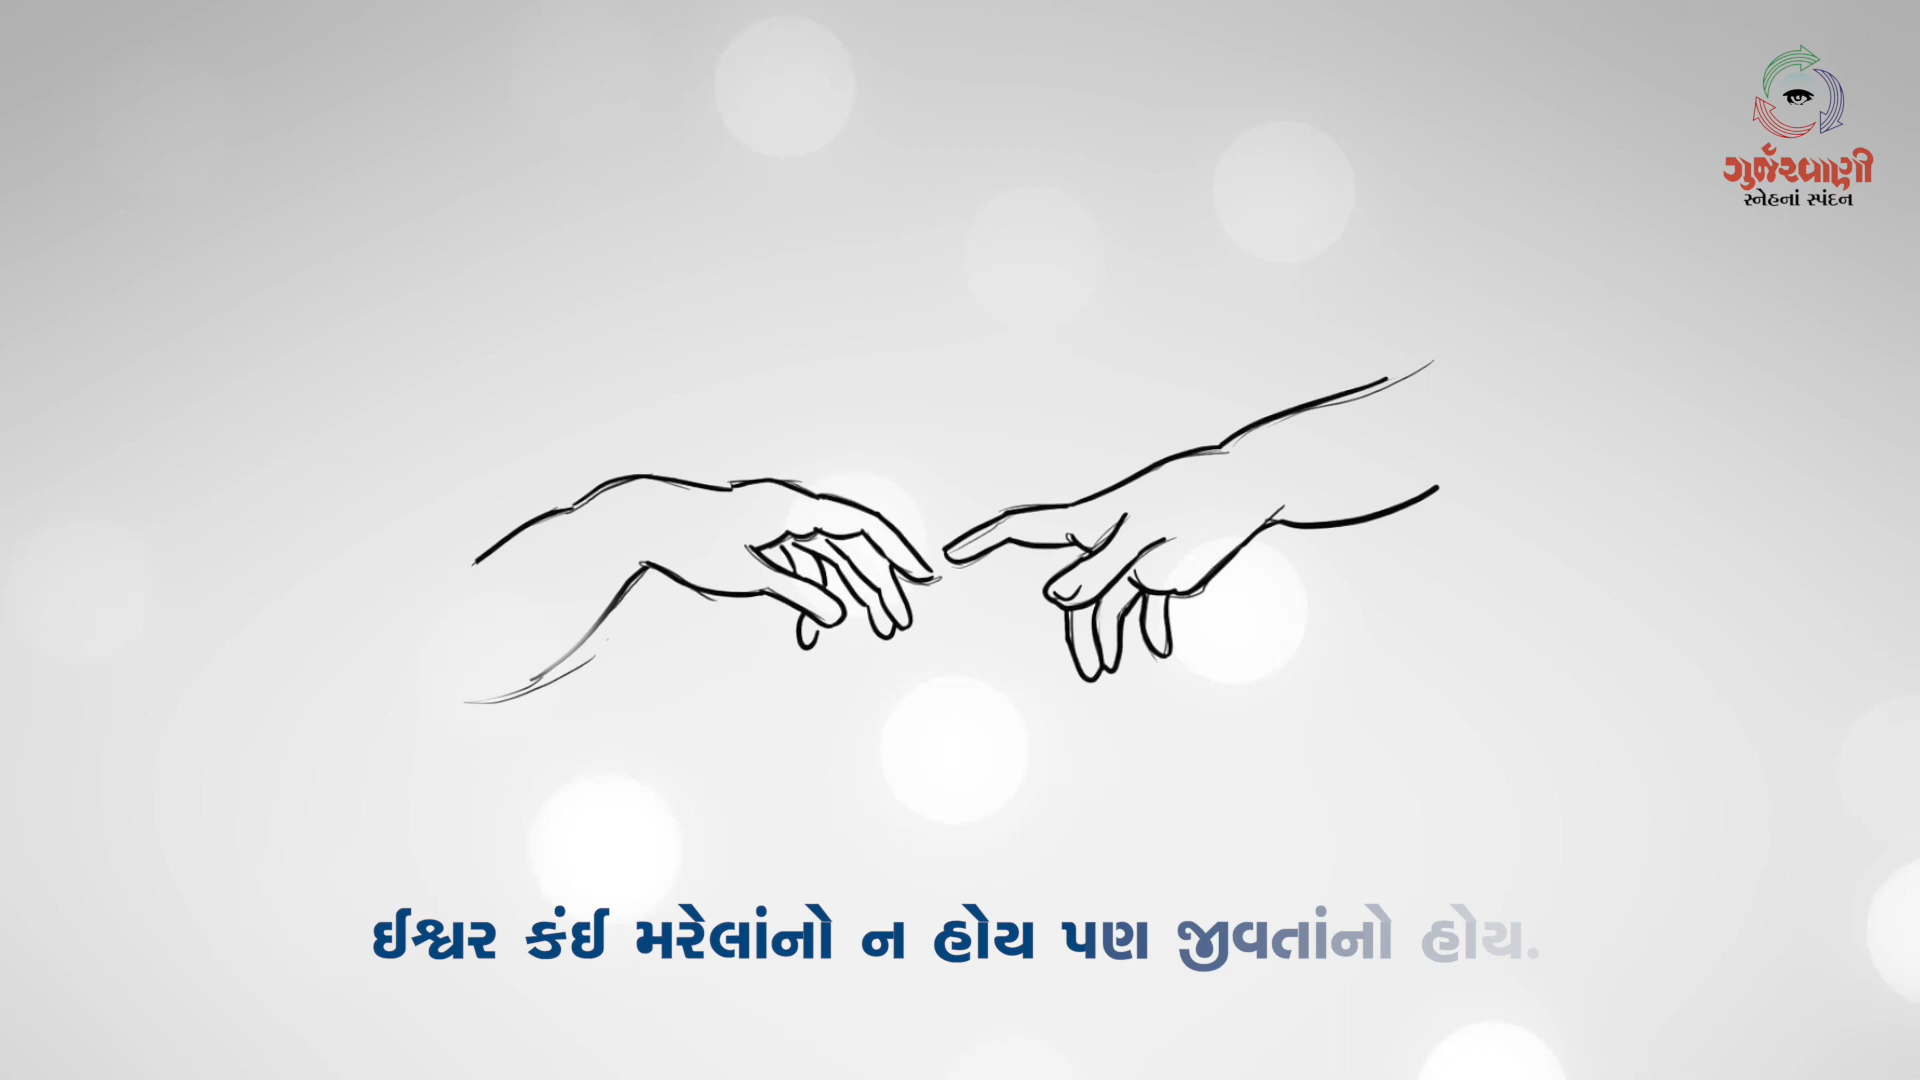 ગુર્જરવાણી
સ્નેહનાં સ્પંદન
ઈશ્વર કંઈ મરેલાંનો ન હોય પણ જીવતાંનો હોય.